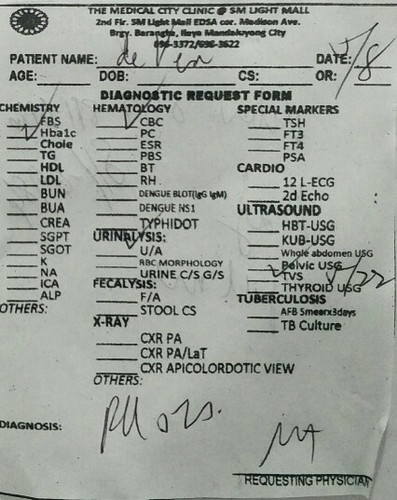 THE MEDICAL CITY CLINIC @ SM LIGHT MALL
2nd Flr. SM Light Mall EDSA cor. Madison Ave.
Brgy. Barangka, Ilaya Mandaluyong City
696-3372/696-3622
PATIENT NAME: DATE: /8
AGE: DOB: CS: OR:
DIAGNOSTIC REQUEST FORM
CHEMISTRY
FBS
Hba1c
Chole
TG
HDL
LDL
BUN
BUA
CREA
SGPT
SGOT
K
NA
ICA
ALP
OTHERS:
HEMATOLOGY
CBC
PC
ESR
PBS
BT
RH
DENGUE BLOT(IgG IgM)
DENGUE NS1
TYPHIDOT
URINALYSIS:
U/A
RBC MORPHOLOGY
URINE C/S G/S
FECALYSIS:
F/A
STOOL CS
X-RAY
CXR PA
CXR PA/LaT
CXR APICOLORDOTIC VIEW
OTHERS:
SPECIAL MARKERS
TSH
FT3
FT4
PSA
CARDIO
12 L-ECG
2d Echo
ULTRASOUND
HBT-USG
KUB-USG
Whole abdomen USG
Pelvic USG
TVS
THYROID USG
TUBERCULOSIS
AFB Smearx3days
TB Culture
DIAGNOSIS:
REQUESTING PHYSICIAN